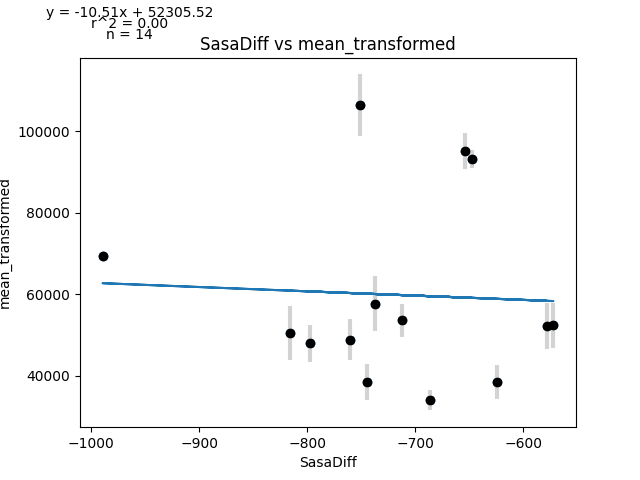 y = -10.51x + 52305.52
r^2 = 0.00
n = 14
SasaDiff vs mean_transformed
mean_transformed
100000
80000
60000
40000
−1000
−900
−800
−700
−600
SasaDiff